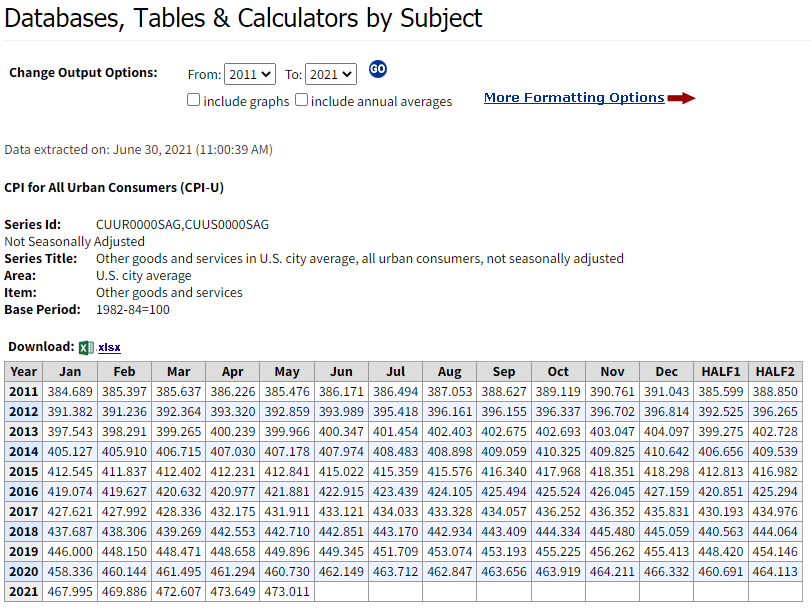 Databases, Tables & Calculators by Subject
Change Output Options: From: 2011 To: 2021 GO
include graphs include annual averages More Formatting Options
Data extracted on: June 30, 2021 (11:00:39 AM)
CPI for All Urban Consumers (CPI-U)
Series Id: CUUR0000SAG,CUUS0000SAG
Not Seasonally Adjusted
Series Title: Other goods and services in U.S. city average, all urban consumers, not seasonally adjusted
Area: U.S. city average
Item: Other goods and services
Base Period: 1982-84=100
Download: xlsx
Year Jan Feb Mar Apr May Jun Jul Aug Sep Oct Nov Dec HALF1 HALF2
2011 384.689 385.397 385.637 386.226 385.476 386.171 386.494 387.053 388.627 389.119 390.761 391.043 385.599 388.850
2012 391.382 391.236 392.364 393.320 392.859 393.989 395.418 396.161 396.155 396.337 396.702 396.814 392.525 396.265
2013 397.543 398.291 399.265 400.239 399.966 400.347 401.454 402.403 402.675 402.693 403.047 404.097 399.275 402.728
2014 405.127 405.910 406.715 407.030 407.178 407.974 408.483 408.898 409.059 410.325 409.825 410.642 406.656 409.539
2015 412.545 411.837 412.402 412.231 412.841 415.022 415.359 415.576 416.340 417.968 418.351 418.298 412.813 416.982
2016 419.074 419.627 420.632 420.977 421.881 422.915 423.439 424.105 425.494 425.524 426.045 427.159 420.851 425.294
2017 427.621 427.992 428.336 432.175 431.911 433.121 434.033 433.328 434.057 436.252 436.352 435.831 430.193 434.976
2018 437.687 438.306 439.269 442.553 442.710 442.851 443.170 442.934 443.409 444.334 445.480 445.059 440.563 444.064
2019 446.000 448.150 448.471 448.658 449.896 449.345 451.709 453.074 453.193 455.225 456.262 455.413 448.420 454.146
2020 458.336 460.144 461.495 461.294 460.730 462.149 463.712 462.847 463.656 463.919 464.211 466.332 460.691 464.113
2021 467.995 469.886 472.607 473.649 473.011